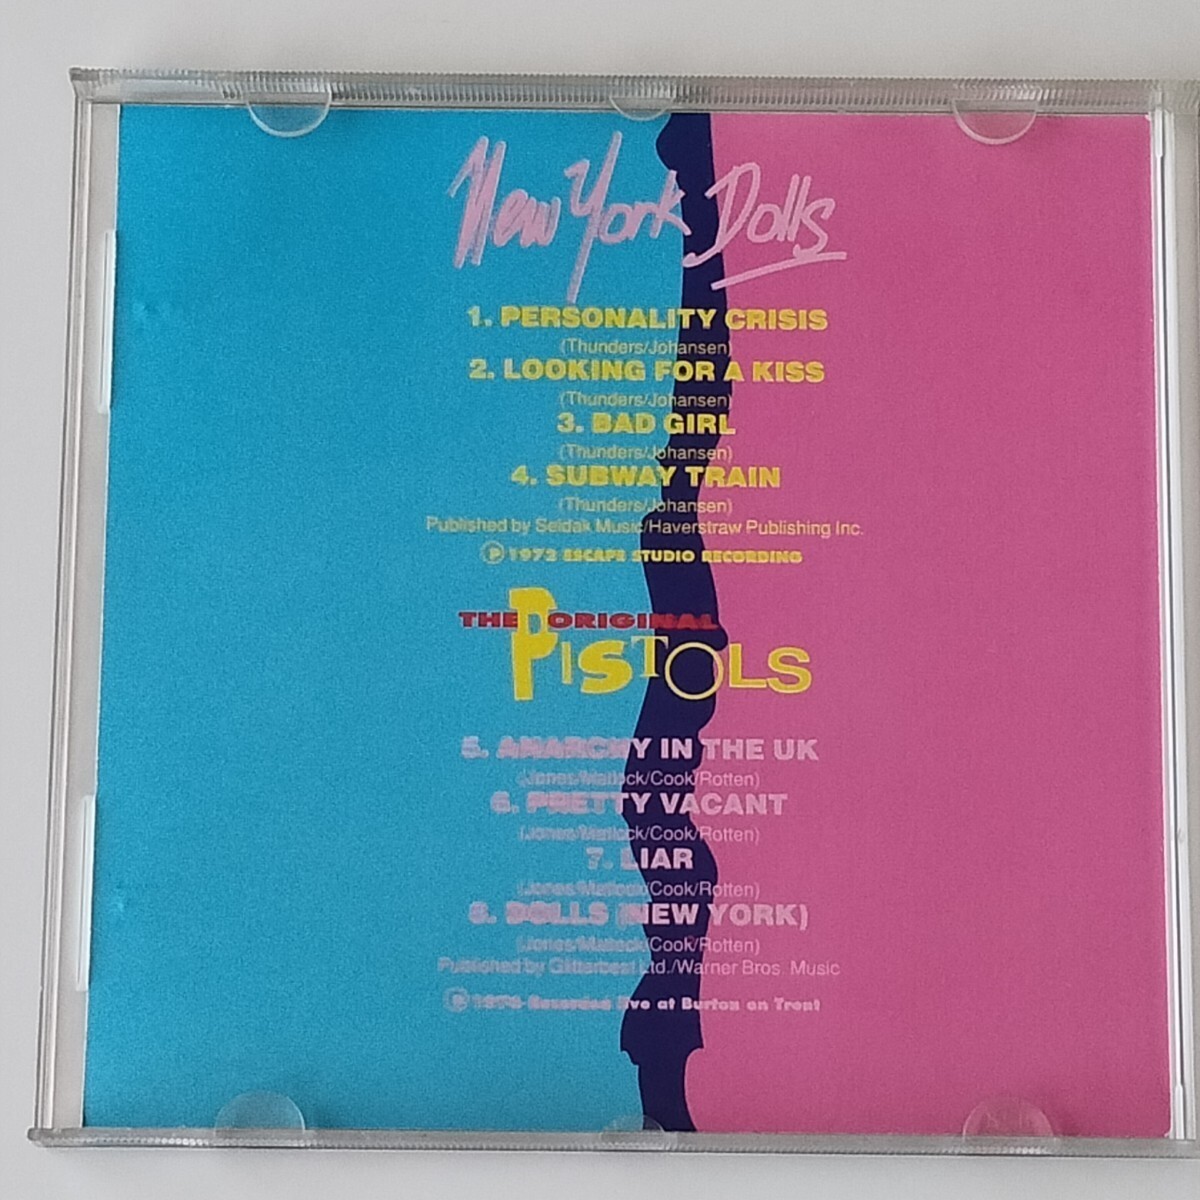 New York Dolls
1. PERSONALITY CRISIS
(Thunders/Johansen)
2. LOOKING FOR A KISS
(Thunders/Johansen)
3. BAD GIRL
(Thunders/Johansen)
4. SUBWAY TRAIN
(Thunders/Johansen)
Published by Seldak Music/Haverstraw Publishing Inc.
Ⓟ 1972 ESCAPE STUDIO RECORDING
THE ORIGINAL
PISTOLS
5. ANARCHY IN THE UK
(Jones/Matlock/Cook/Rotten)
6. PRETTY VACANT
(Jones/Matlock/Cook/Rotten)
7. LIAR
(Jones/Matlock/Cook/Rotten)
8. DOLLS (NEW YORK)
(Jones/Matlock/Cook/Rotten)
Published by Glitterbest Ltd./Warner Bros. Music
Ⓟ 1976 Recorded live at Burton on Trent